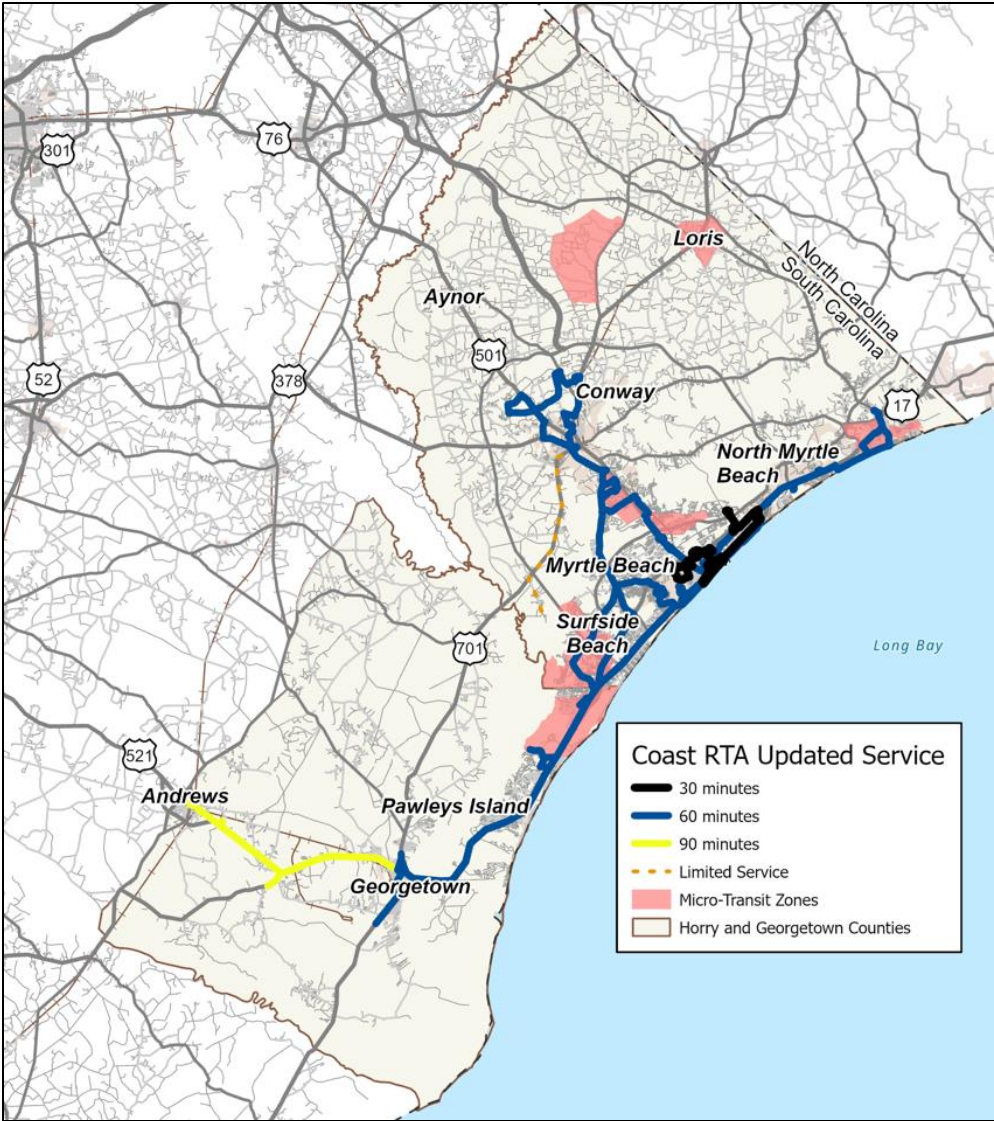 76
301
Loris
North Carolina
South Carolina
Aynor
501
52
378
Conway
17
North Myrtle
Beach
Myrtle Beach
Surfside
Beach
701
Long Bay
521
Andrews
Pawleys Island
Georgetown
Coast RTA Updated Service
30 minutes
60 minutes
90 minutes
Limited Service
Micro-Transit Zones
Horry and Georgetown Counties